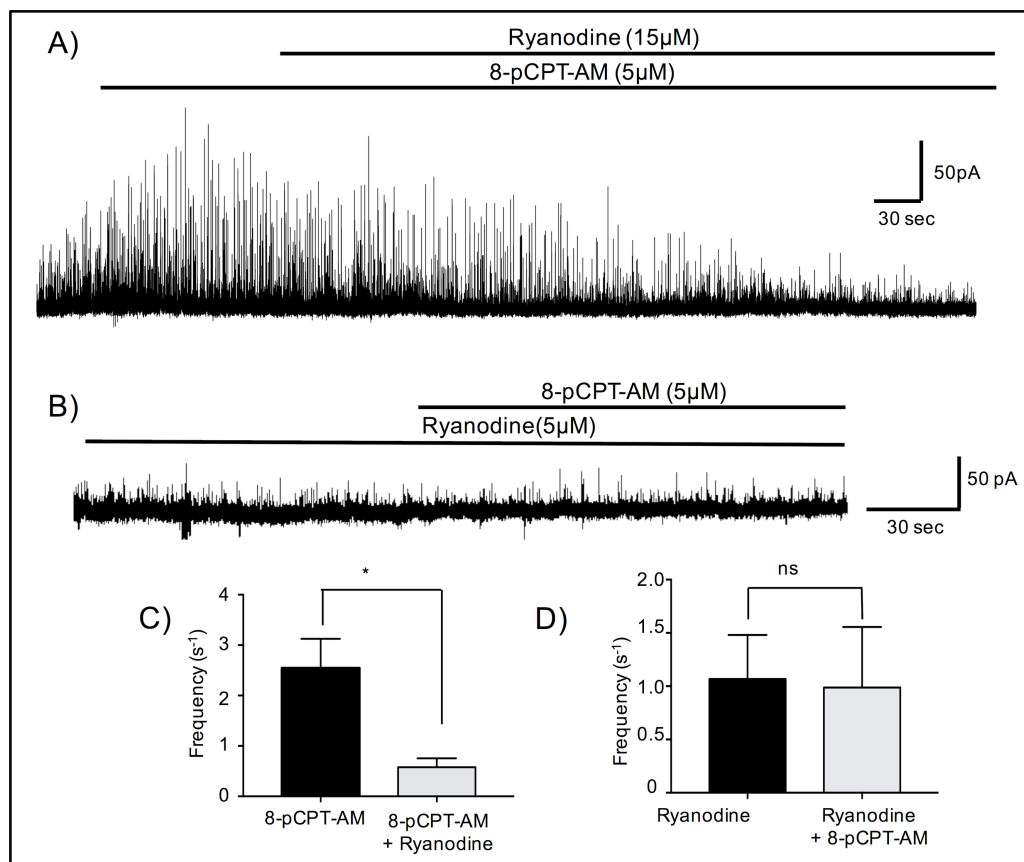 A)
Ryanodine (15µM)
8-pCPT-AM (5µM)
50pA
30 sec
B)
8-pCPT-AM (5µM)
Ryanodine(5µM)
50 pA
30 sec
C)
*
Frequency (s-1)
4
3
2
1
0
8-pCPT-AM
8-pCPT-AM
+ Ryanodine
D)
ns
Frequency (s-1)
2.0
1.5
1.0
0.5
0
Ryanodine
Ryanodine
+ 8-pCPT-AM